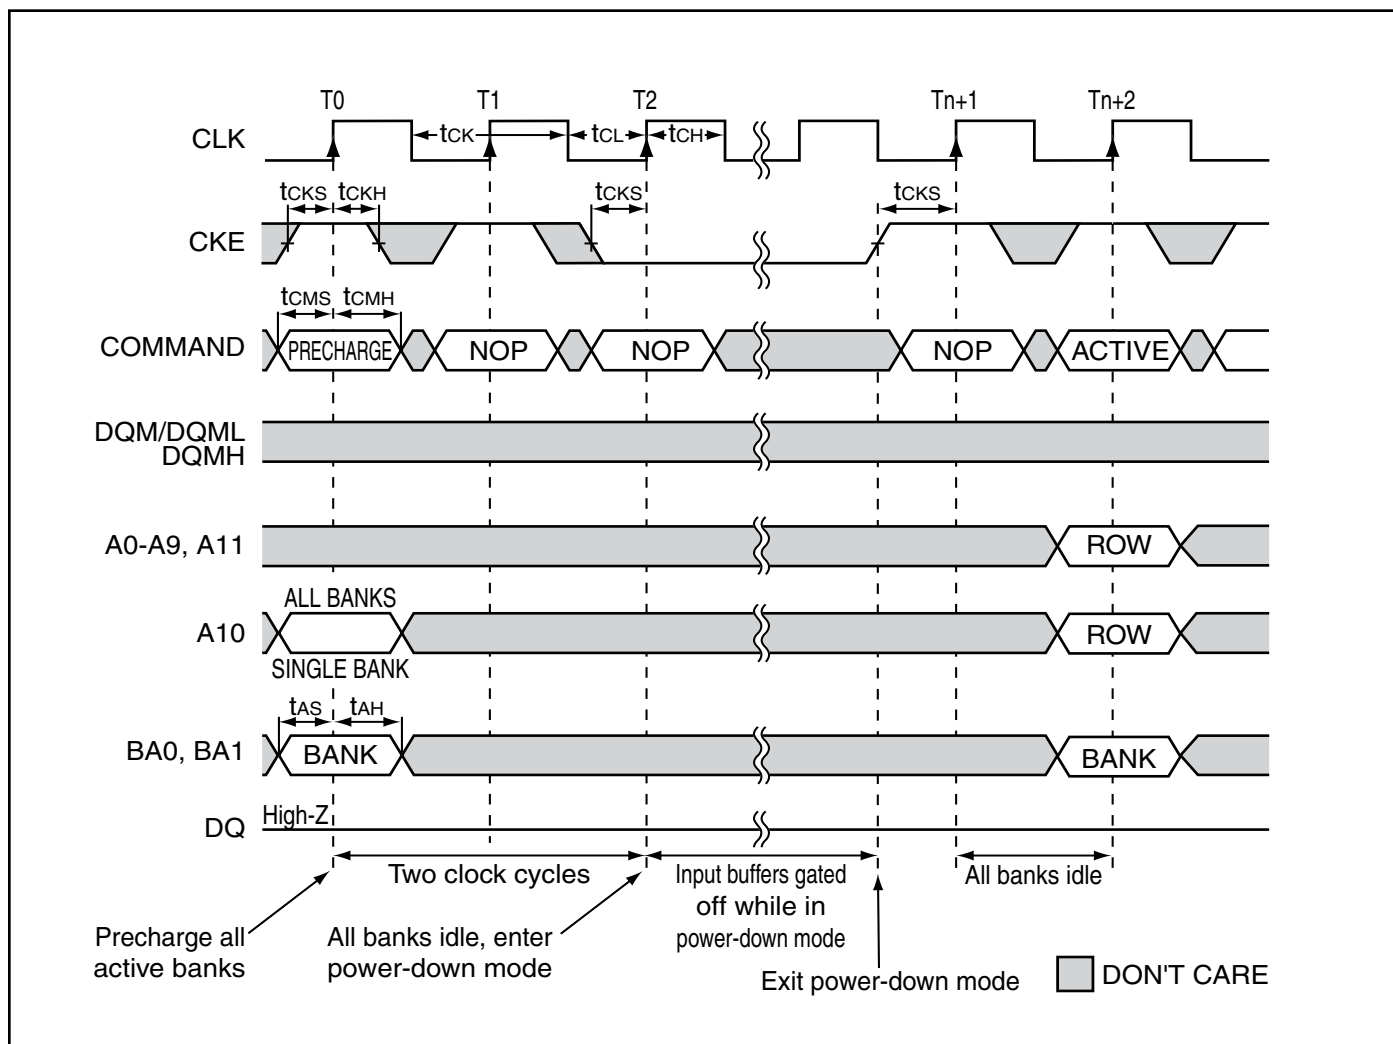 T0 T1 T2 Tn+1 Tn+2
CLK tCK tCL tCH
tCKS tCKH tCKS tCKS
CKE
tCMS tCMH
COMMAND PRECHARGE NOP NOP NOP ACTIVE
DQM/DQML
DQMH
A0-A9, A11 ROW
ALL BANKS
A10 ROW
SINGLE BANK
tAS tAH
BA0, BA1 BANK BANK
DQ High-Z
Two clock cycles
Input buffers gated
off while in
power-down mode
All banks idle
Precharge all
active banks
All banks idle, enter
power-down mode
Exit power-down mode
DON'T CARE